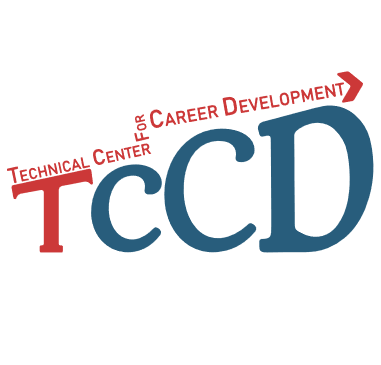 TECHNICAL CENTER
FOR
CAREER DEVELOPMENT
TCCD